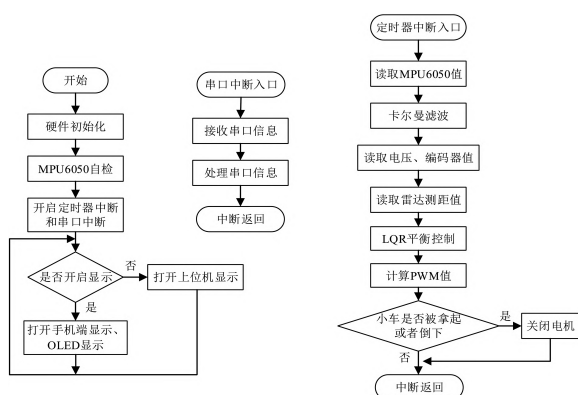 开始
硬件初始化
MPU6050自检
开启定时器中断
和串口中断
是否开启显示
否
打开上位机显示
是
打开手机端显示、
OLED显示
串口中断入口
接收串口信息
处理串口信息
中断返回
定时器中断入口
读取MPU6050值
卡尔曼滤波
读取电压、编码器值
读取雷达测距值
LQR平衡控制
计算PWM值
小车是否被拿起
或者倒下
是
关闭电机
否
中断返回